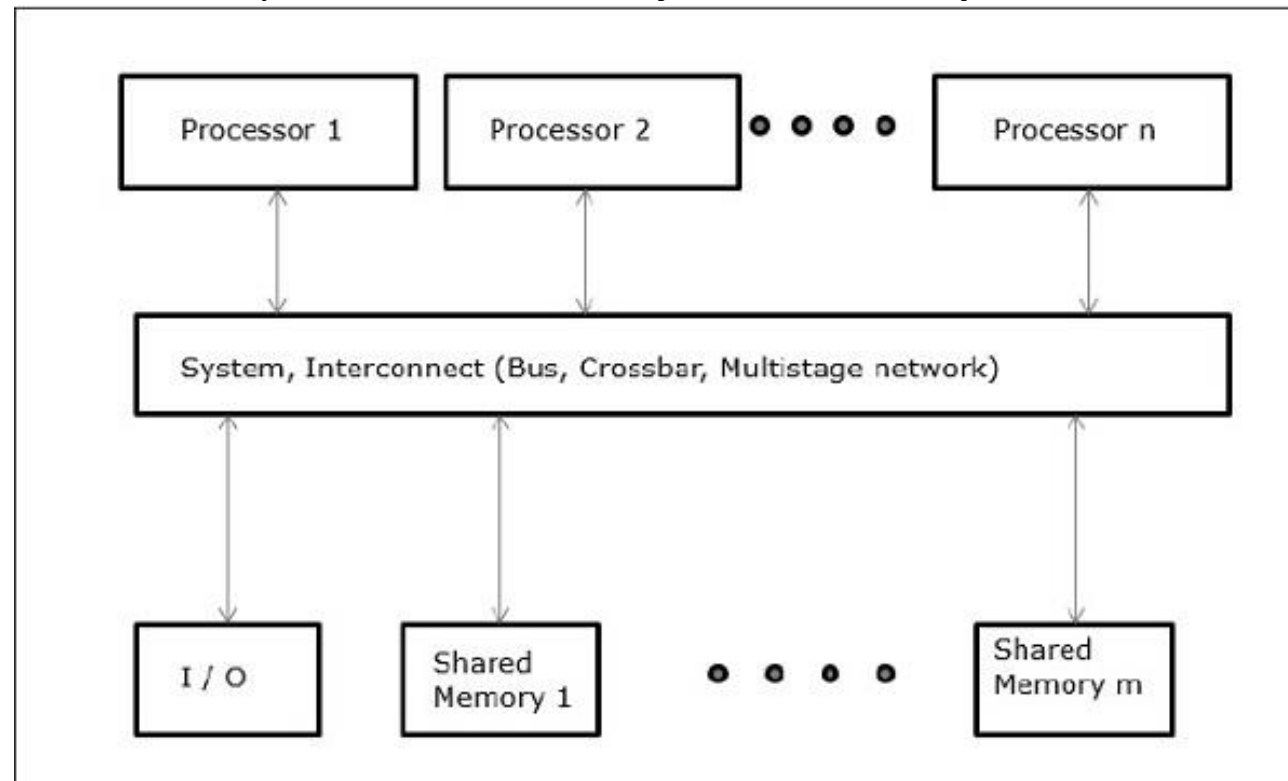 Processor 1
Processor 2
Processor n
System, Interconnect (Bus, Crossbar, Multistage network)
I / O
Shared
Memory 1
Shared
Memory m